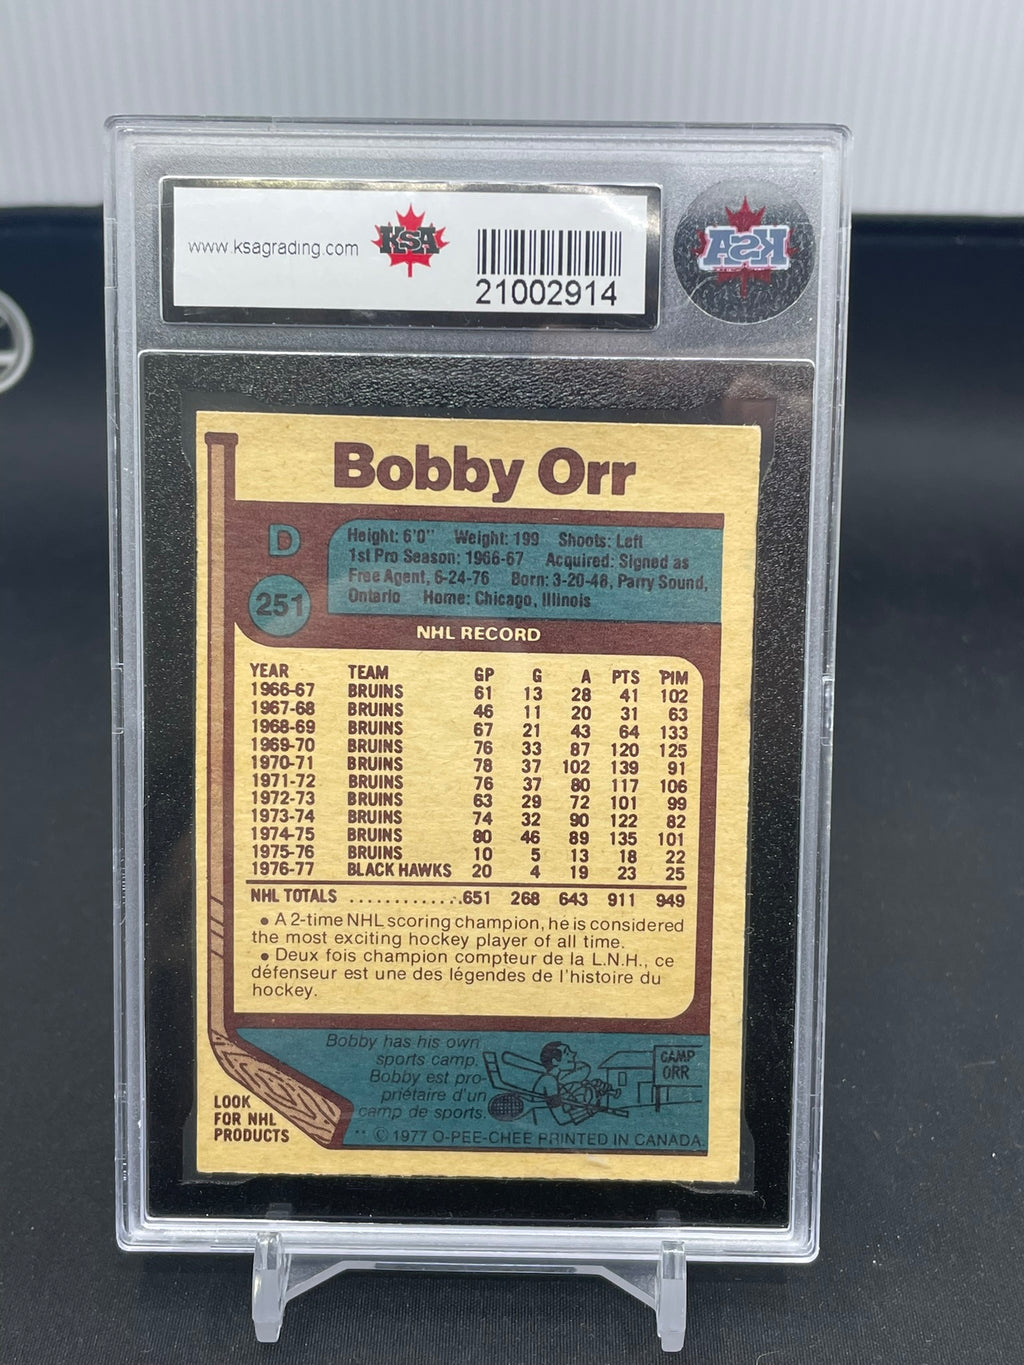 www.ksagrading.com KSA
21002914
KSA
Bobby Orr
D
251
Height: 6'0" Weight: 199 Shoots: Left
1st Pro Season: 1966-67 Acquired: Signed as
Free Agent, 6-24-76 Born: 3-20-48, Parry Sound,
Ontario Home: Chicago, Illinois
NHL RECORD
YEAR TEAM GP G A PTS PIM
1966-67 BRUINS 61 13 28 41 102
1967-68 BRUINS 46 11 20 31 63
1968-69 BRUINS 67 21 43 64 133
1969-70 BRUINS 76 33 87 120 125
1970-71 BRUINS 78 37 102 139 91
1971-72 BRUINS 76 37 80 117 106
1972-73 BRUINS 63 29 72 101 99
1973-74 BRUINS 74 32 90 122 82
1974-75 BRUINS 80 46 89 135 101
1975-76 BRUINS 10 5 13 18 22
1976-77 BLACK HAWKS 20 4 19 23 25
NHL TOTALS .............651 268 643 911 949
• A 2-time NHL scoring champion, he is considered
the most exciting hockey player of all time.
• Deux fois champion compteur de la L.N.H., ce
défenseur est une des légendes de l'histoire du
hockey.
Bobby has his own
sports camp.
Bobby est pro-
priétaire d'un
camp de sports.
CAMP
ORR
LOOK
FOR NHL
PRODUCTS
** © 1977 O-PEE-CHEE PRINTED IN CANADA.